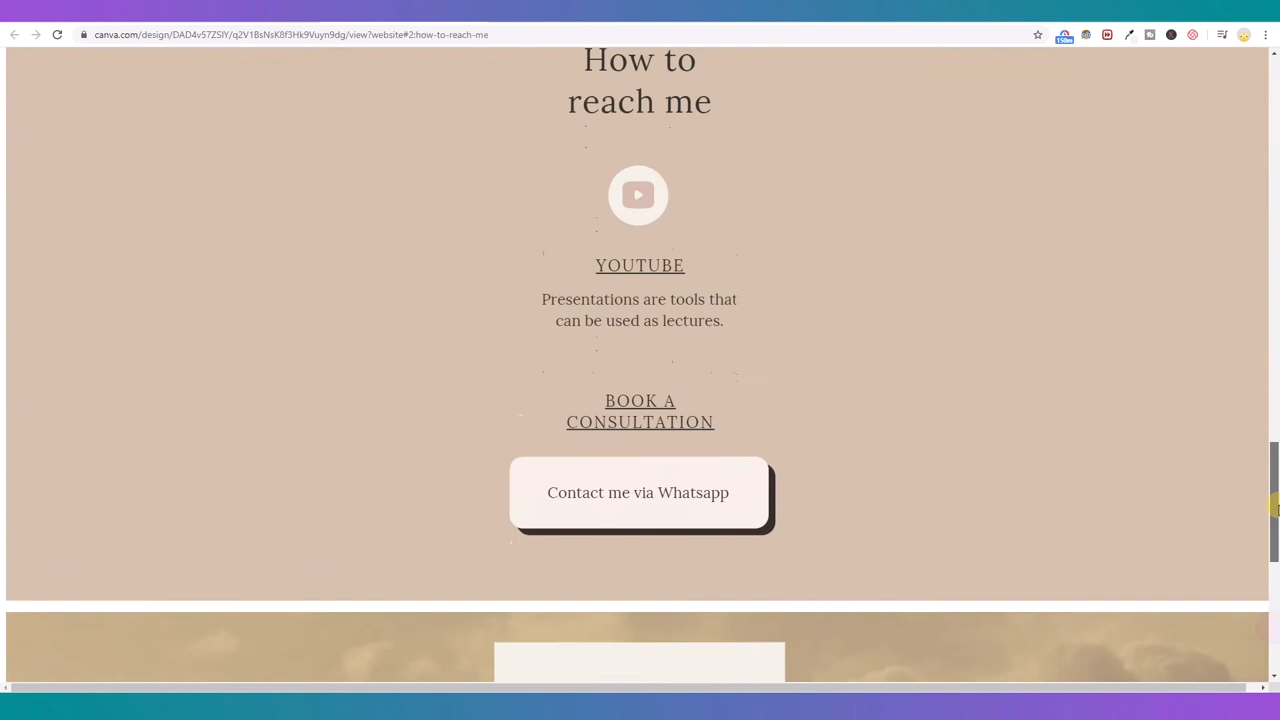 canva.com/design/DAD4v57ZSlY/q2V1BsNsK8f3Hk9Vuyn9dg/view?website#2:how-to-reach-me
150m
How to
reach me
YOUTUBE
Presentations are tools that
can be used as lectures.
BOOK A
CONSULTATION
Contact me via Whatsapp